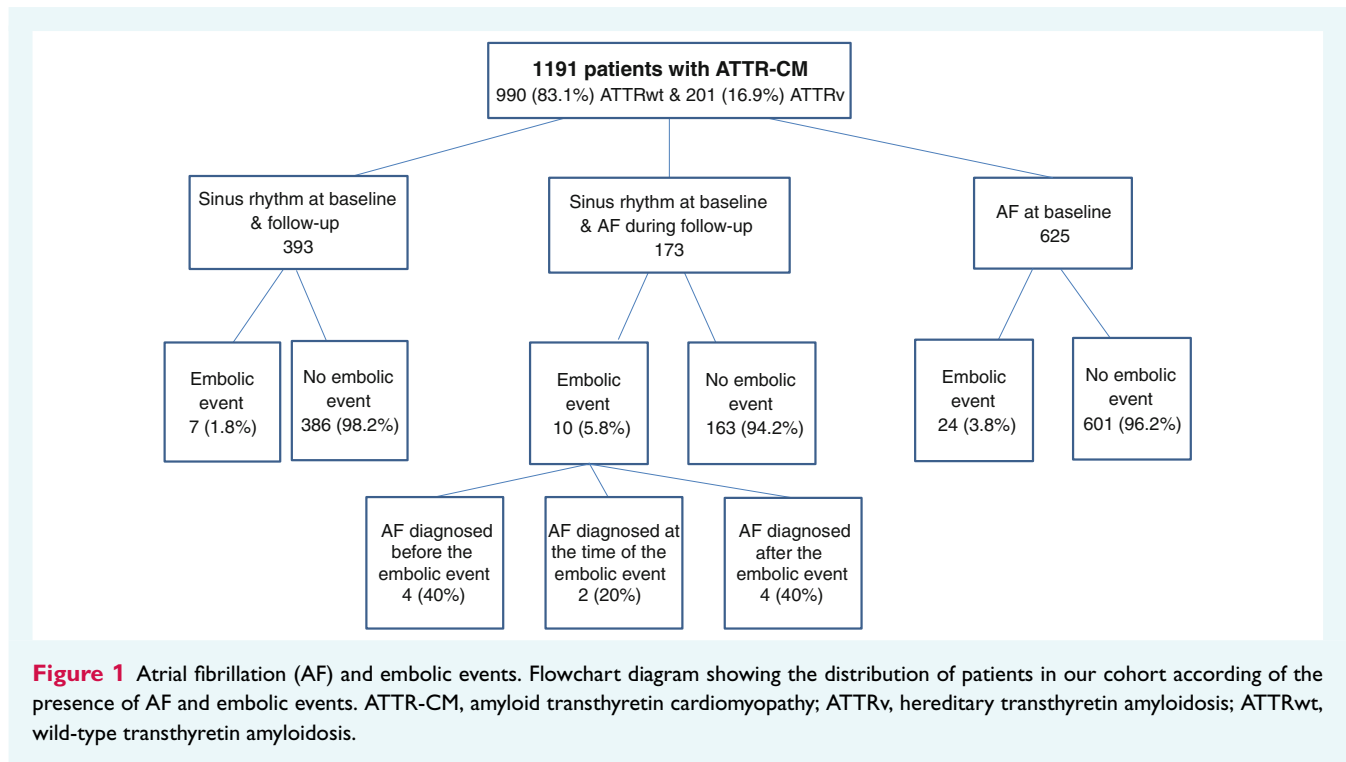 1191 patients with ATTR-CM
990 (83.1%) ATTRwt & 201 (16.9%) ATTRv
Sinus rhythm at baseline
& follow-up
393
Sinus rhythm at baseline
& AF during follow-up
173
AF at baseline
625
Embolic
event
7 (1.8%)
No embolic
event
386 (98.2%)
Embolic
event
10 (5.8%)
No embolic
event
163 (94.2%)
Embolic
event
24 (3.8%)
No embolic
event
601 (96.2%)
AF diagnosed
before the
embolic event
4 (40%)
AF diagnosed at
the time of the
embolic event
2 (20%)
AF diagnosed
after the
embolic event
4 (40%)
Figure 1 Atrial fibrillation (AF) and embolic events. Flowchart diagram showing the distribution of patients in our cohort according of the
presence of AF and embolic events. ATTR-CM, amyloid transthyretin cardiomyopathy; ATTRv, hereditary transthyretin amyloidosis; ATTRwt,
wild-type transthyretin amyloidosis.